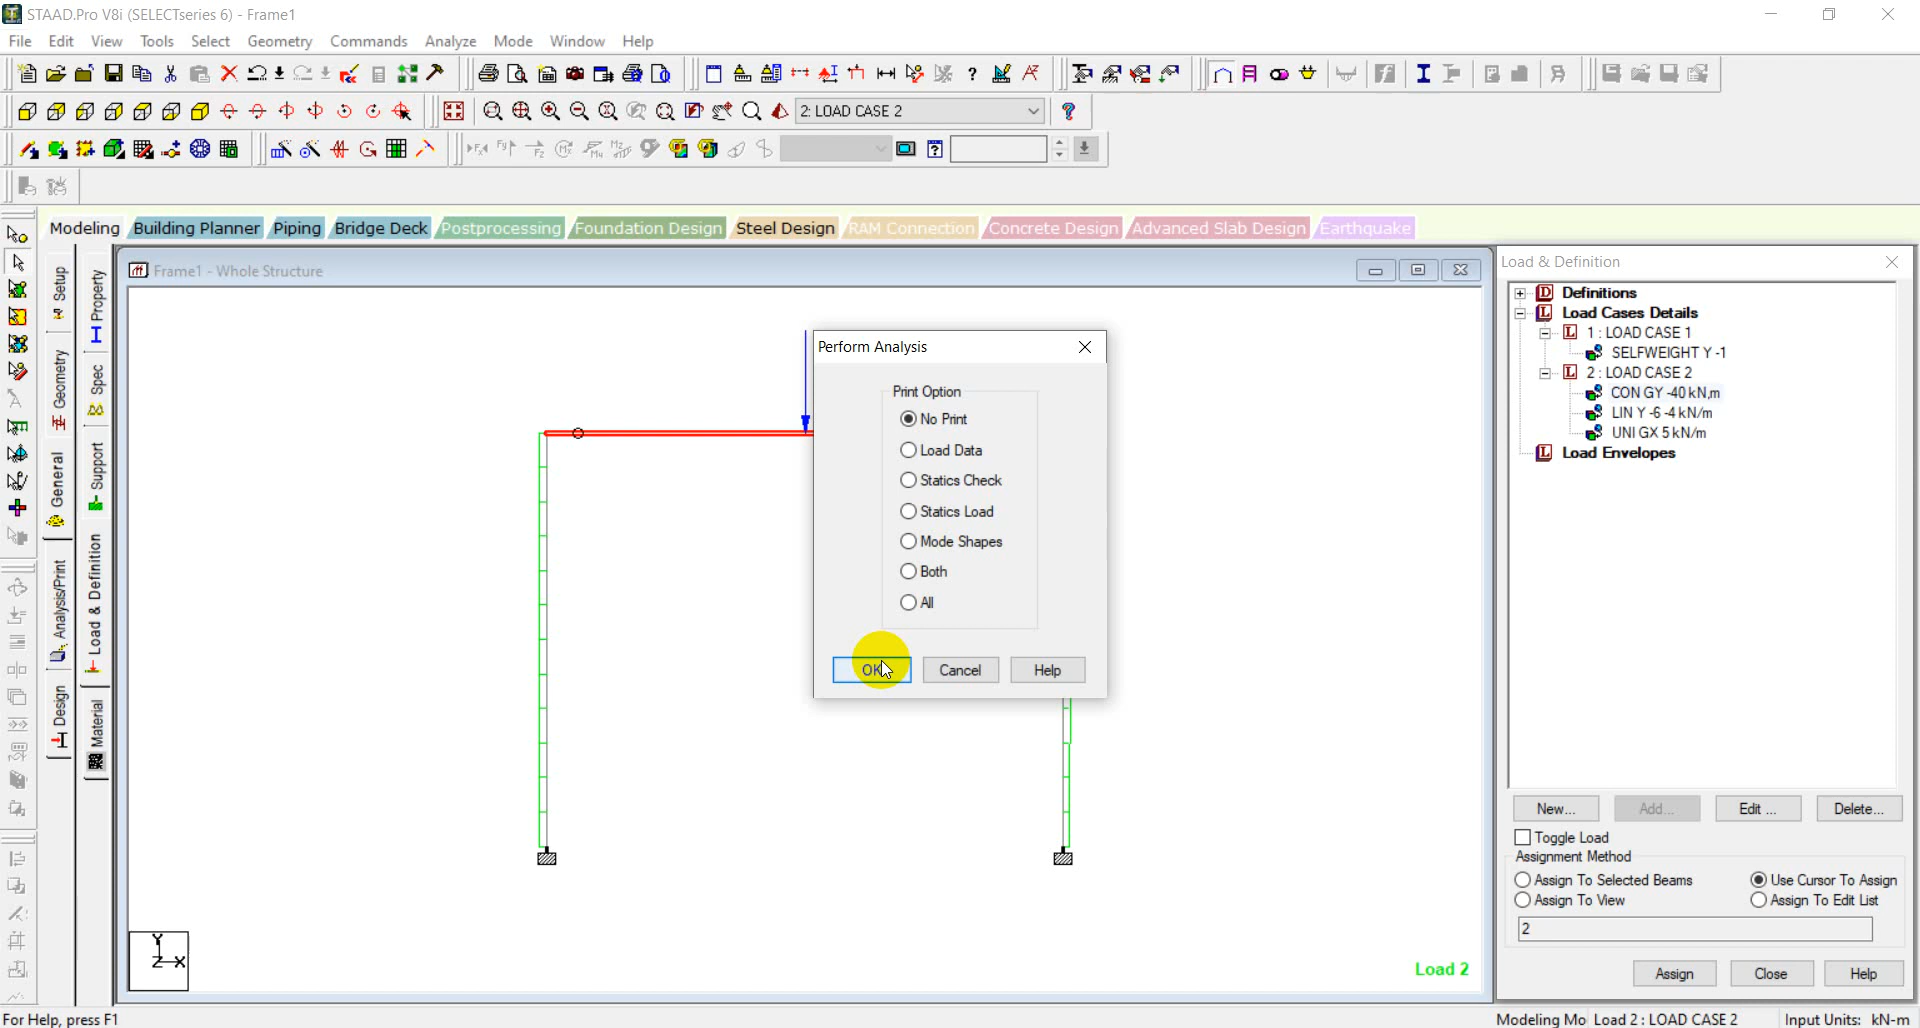 STAAD.Pro V8i (SELECTseries 6) - Frame1
File Edit View Tools Select Geometry Commands Analyze Mode Window Help
2: LOAD CASE 2
Modeling Building Planner Piping Bridge Deck Postprocessing Foundation Design Steel Design RAM Connection Concrete Design Advanced Slab Design Earthquake
Setup
Geometry
General
Analysis/Print
Design
Property
Spec
Support
Load & Definition
Material
Frame1 - Whole Structure
Perform Analysis
Print Option
No Print
Load Data
Statics Check
Statics Load
Mode Shapes
Both
All
OK Cancel Help
Y
Z X
Load 2
Load & Definition
Definitions
Load Cases Details
1 : LOAD CASE 1
SELFWEIGHT Y -1
2 : LOAD CASE 2
CON GY -40 kN,m
LIN Y -6 -4 kN/m
UNI GX 5 kN/m
Load Envelopes
New... Add... Edit ... Delete...
Toggle Load
Assignment Method
Assign To Selected Beams Use Cursor To Assign
Assign To View Assign To Edit List
2
Assign Close Help
For Help, press F1 Modeling Mo Load 2 : LOAD CASE 2 Input Units: kN-m